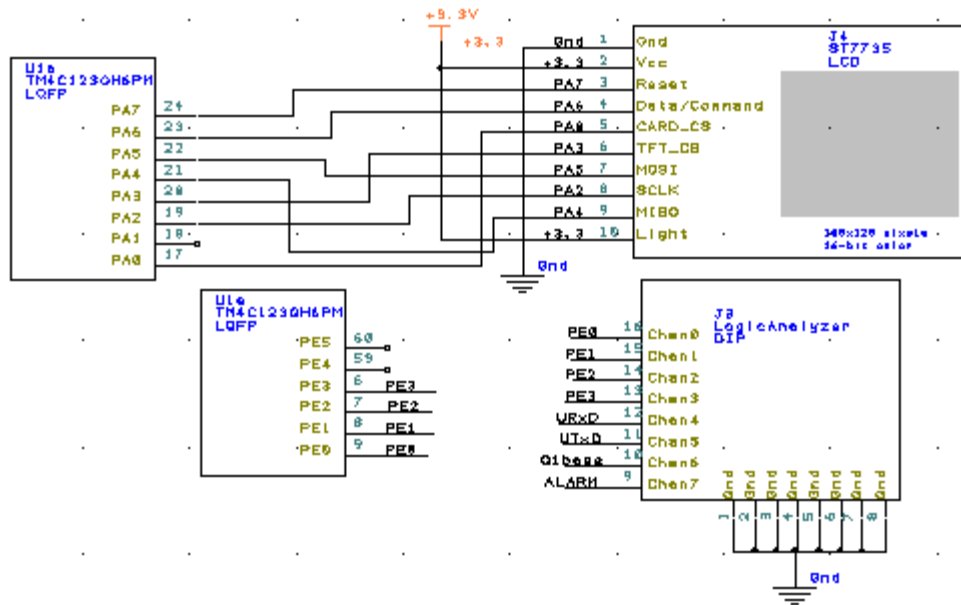 +3.3V
+3.3
U1a
TM4C123GH6PM
LQFP
PA7 24
PA6 23
PA5 22
PA4 21
PA3 20
PA2 19
PA1 18
PA0 17
J4
ST7735
LCD
Gnd 1 Gnd
+3.3 2 Vcc
PA7 3 Reset
PA6 4 Data/Command
PA0 5 CARD_CS
PA3 6 TFT_CS
PA5 7 MOSI
PA2 8 SCLK
PA4 9 MISO
+3.3 10 Light
16-bit color
Gnd
TM4C123GH6PM
LQFP
PE5 60
PE4 59
PE3 6 PE3
PE2 7 PE2
PE1 8 PE1
PE0 9 PE0
LogicAnalyzer
DIP
PE0 16 Chan0
PE1 15 Chan1
PE2 14 Chan2
PE3 13 Chan3
URxD 12 Chan4
UTxD 11 Chan5
Q1base 10 Chan6
ALARM 9 Chan7
Gnd Gnd Gnd Gnd Gnd Gnd Gnd Gnd
1 2 3 4 5 6 7 8
Gnd